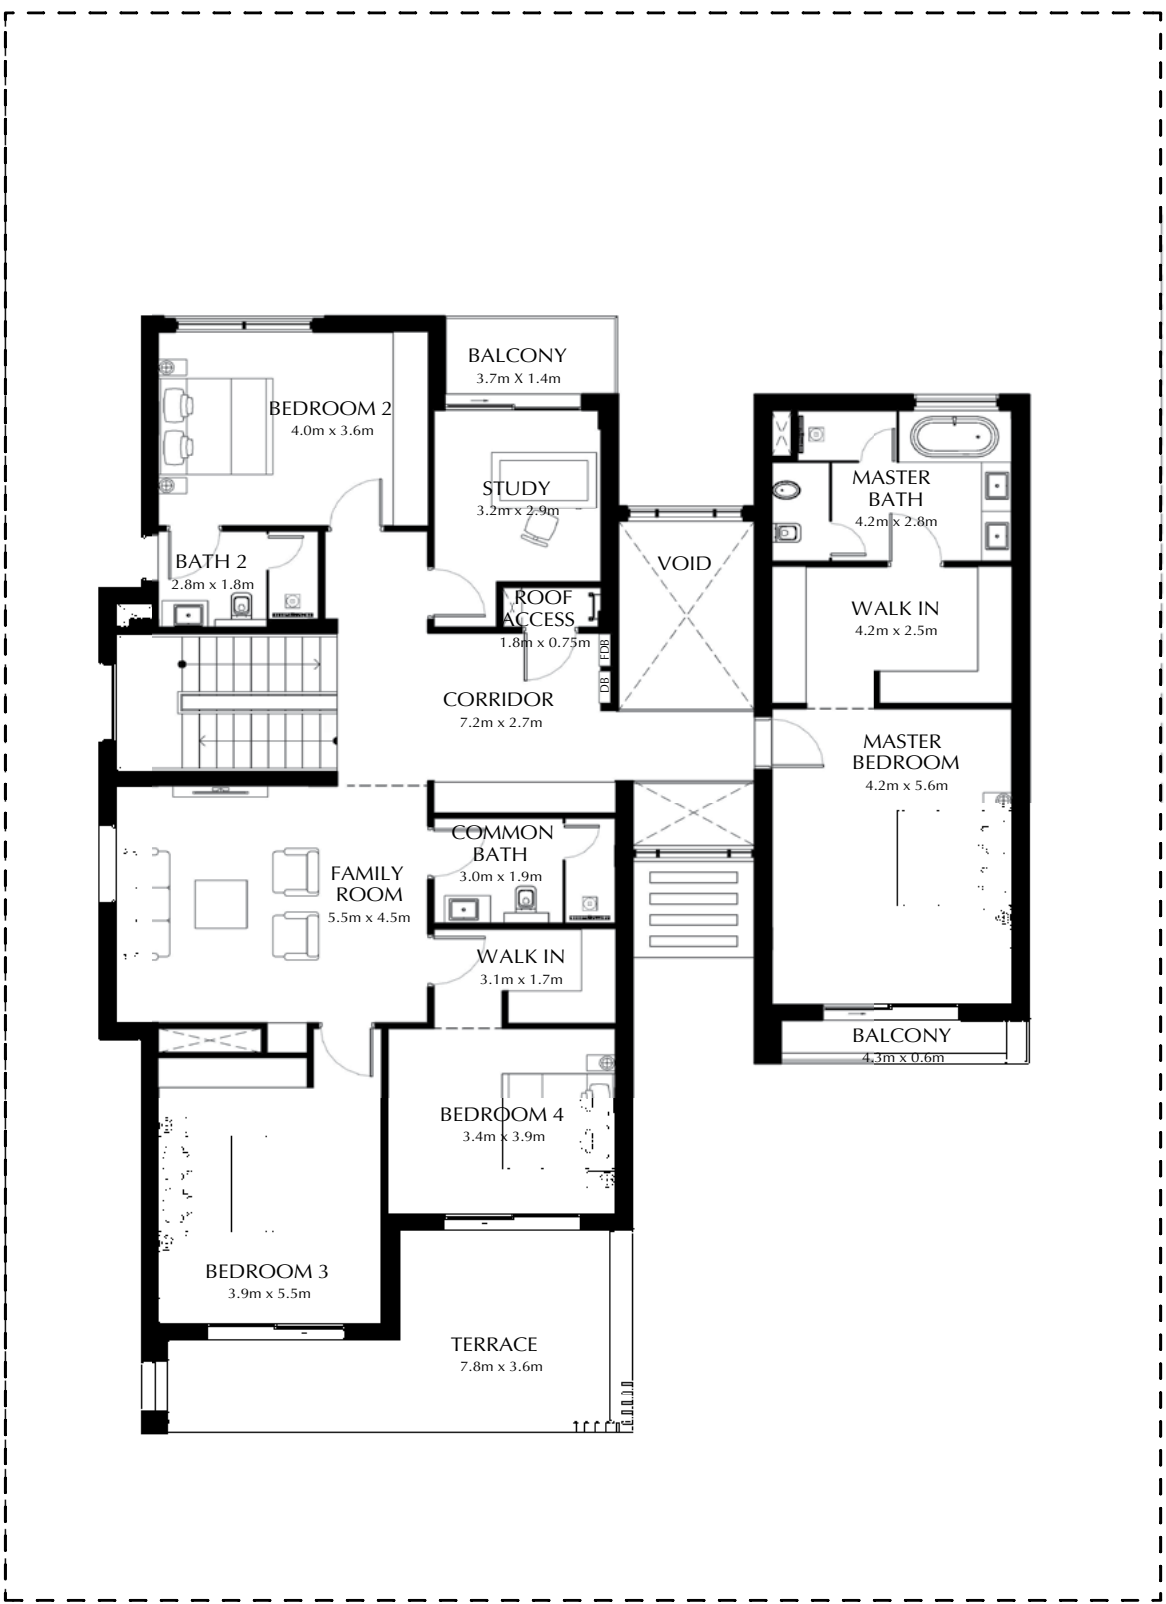 BALCONY
3.7m X 1.4m
BEDROOM 2
4.0m x 3.6m
STUDY
3.2m x 2.9m
MASTER
BATH
4.2m x 2.8m
BATH 2
2.8m x 1.8m
VOID
ROOF
ACCESS
1.8m x 0.75m
WALK IN
4.2m x 2.5m
FDB
DB
CORRIDOR
7.2m x 2.7m
MASTER
BEDROOM
4.2m x 5.6m
COMMON
BATH
3.0m x 1.9m
FAMILY
ROOM
5.5m x 4.5m
WALK IN
3.1m x 1.7m
BALCONY
4.3m x 0.6m
BEDROOM 4
3.4m x 3.9m
BEDROOM 3
3.9m x 5.5m
TERRACE
7.8m x 3.6m